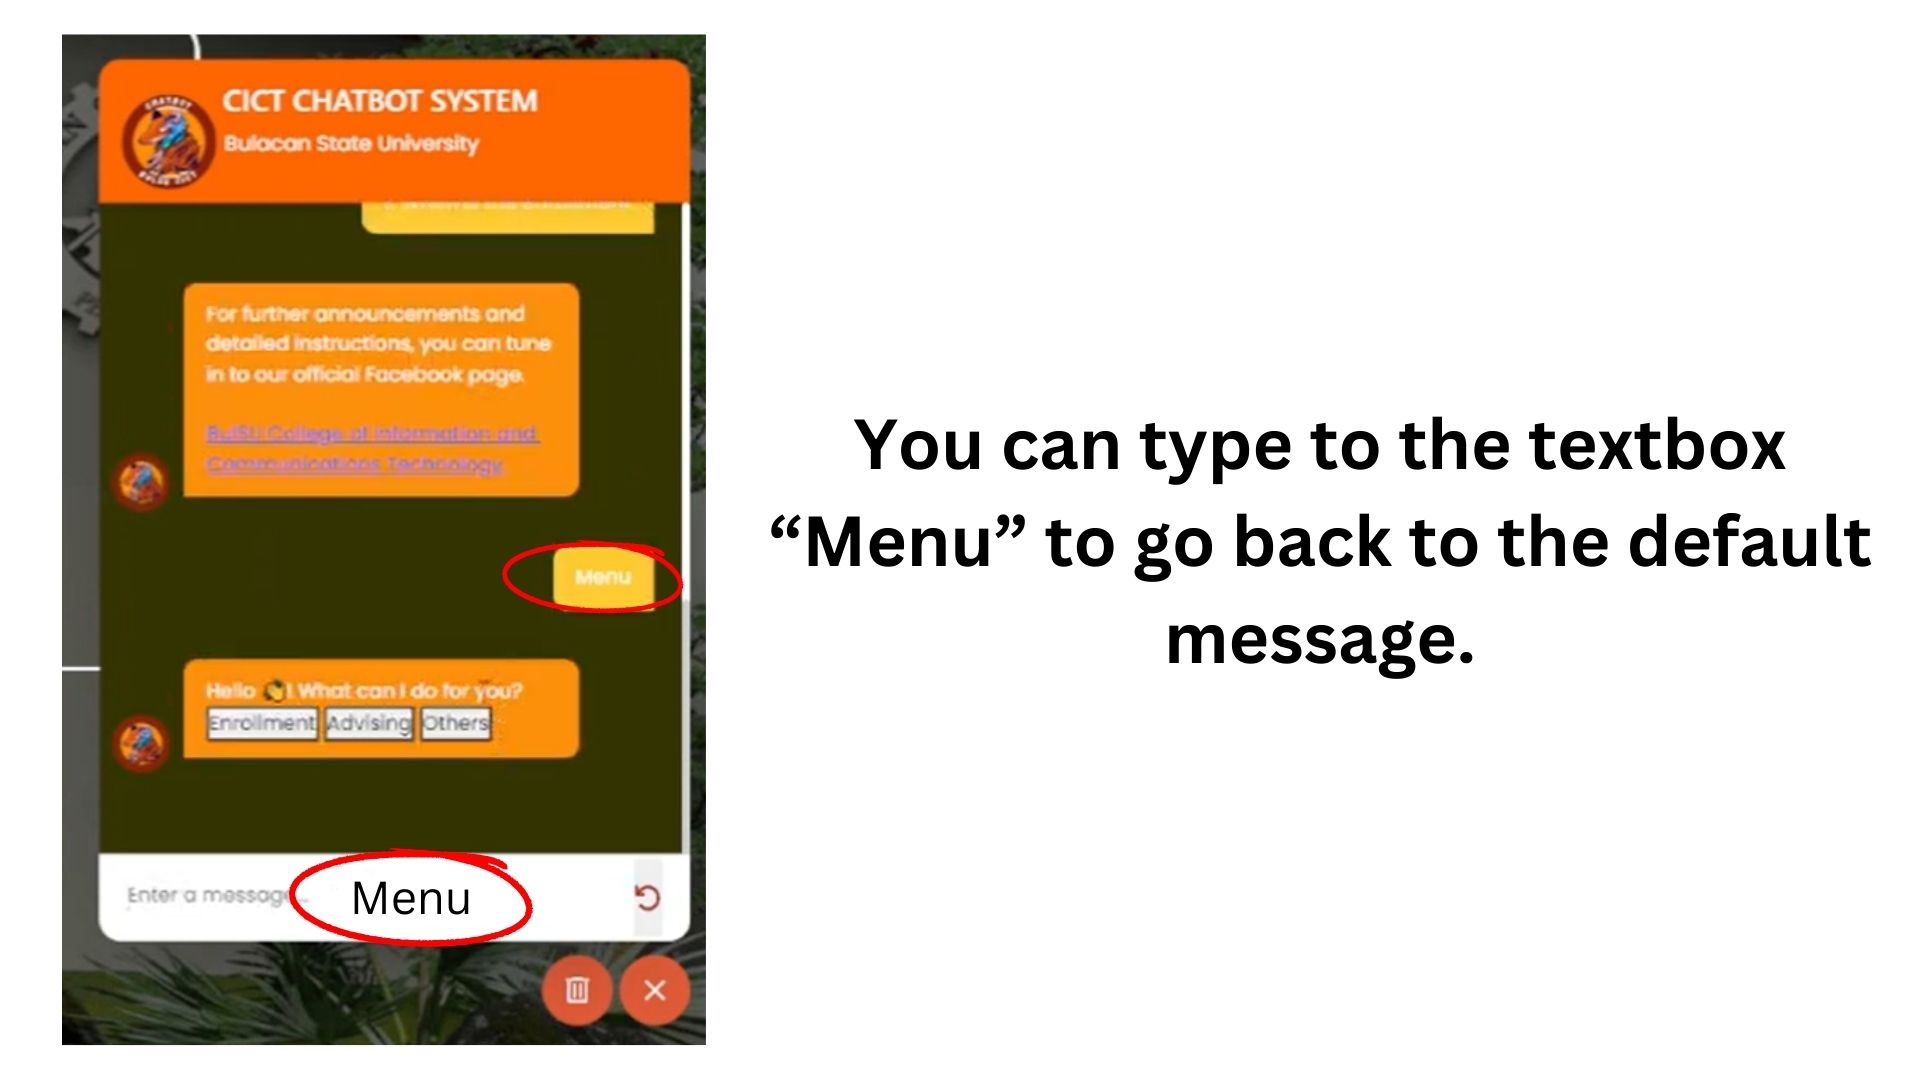 CICT CHATBOT SYSTEM
Bulacan State University
For further announcements and
detailed instructions, you can tune
in to our official Facebook page.
BulSU College of Information and
Communications Technology
Menu
Hello ! What can I do for you?
Enrollment Advising Others
Enter a message... Menu
You can type to the textbox
“Menu” to go back to the default
message.